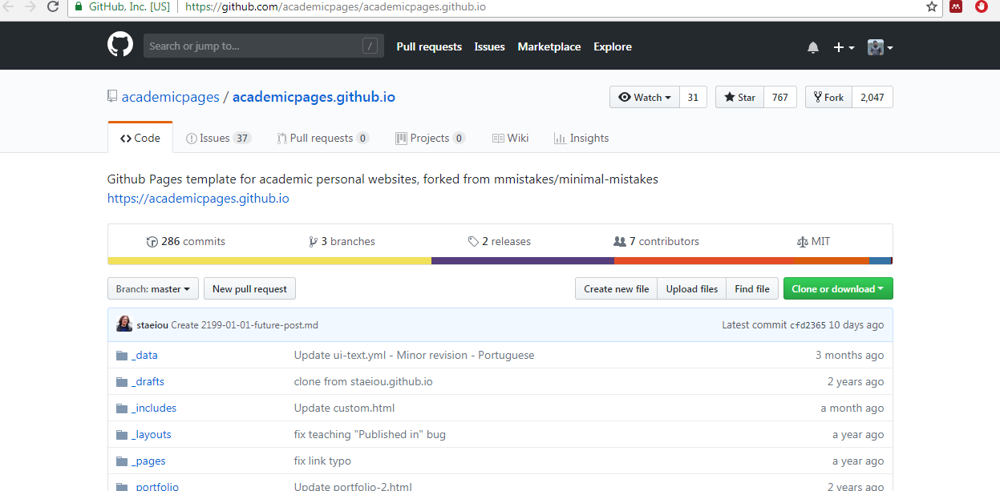 GitHub, Inc. [US] https://github.com/academicpages/academicpages.github.io
Search or jump to... / Pull requests Issues Marketplace Explore
academicpages / academicpages.github.io Watch 31 Star 767 Fork 2,047
Code Issues 37 Pull requests 0 Projects 0 Wiki Insights
Github Pages template for academic personal websites, forked from mmistakes/minimal-mistakes
https://academicpages.github.io
286 commits 3 branches 2 releases 7 contributors MIT
Branch: master New pull request Create new file Upload files Find file Clone or download
staeiou Create 2199-01-01-future-post.md Latest commit cfd2365 10 days ago
_data Update ui-text.yml - Minor revision - Portuguese 3 months ago
_drafts clone from staeiou.github.io 2 years ago
_includes Update custom.html a month ago
_layouts fix teaching "Published in" bug a year ago
_pages fix link typo a year ago
_portfolio Update portfolio-2.html 2 years ago